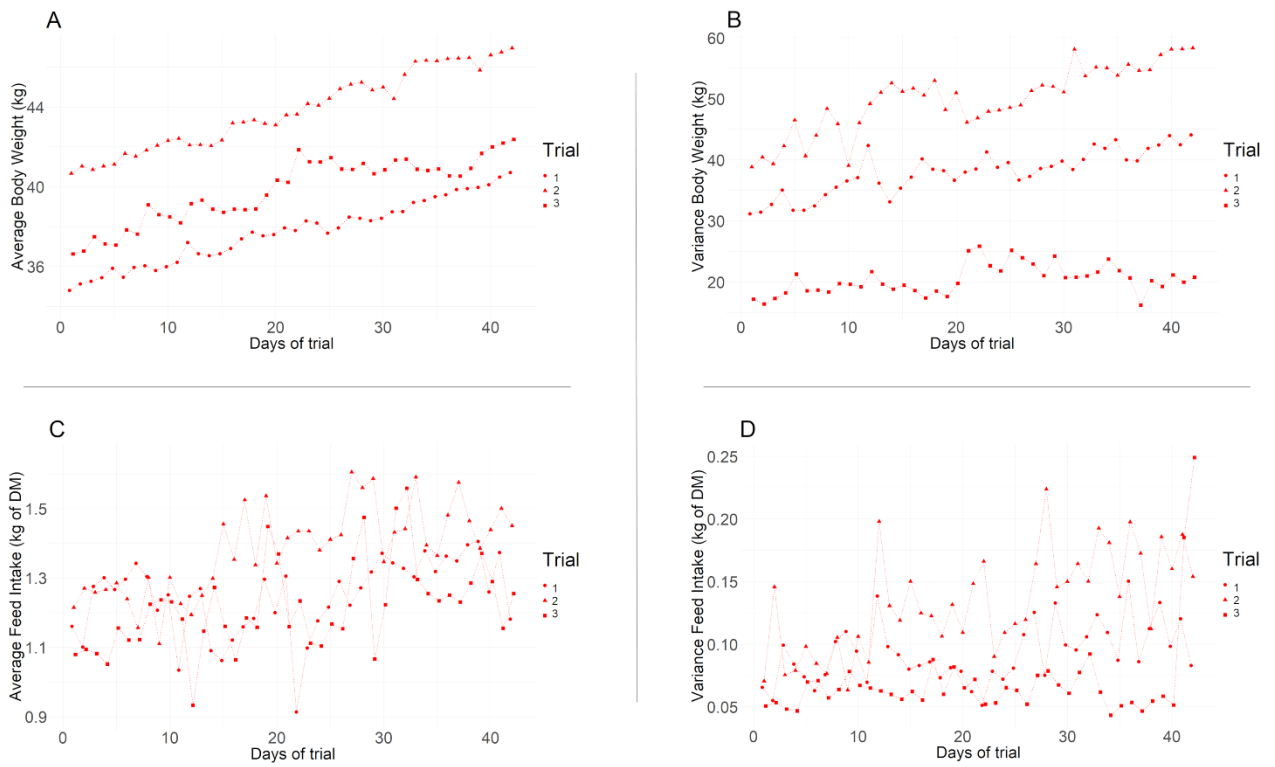 A
Average Body Weight (kg)
44
40
36
0 10 20 30 40
Days of trial
Trial
1
2
3
B
Variance Body Weight (kg)
60
50
40
30
20
0 10 20 30 40
Days of trial
Trial
1
2
3
C
Average Feed Intake (kg of DM)
1.5
1.3
1.1
0.9
0 10 20 30 40
Days of trial
Trial
1
2
3
D
Variance Feed Intake (kg of DM)
0.25
0.20
0.15
0.10
0.05
0 10 20 30 40
Days of trial
Trial
1
2
3